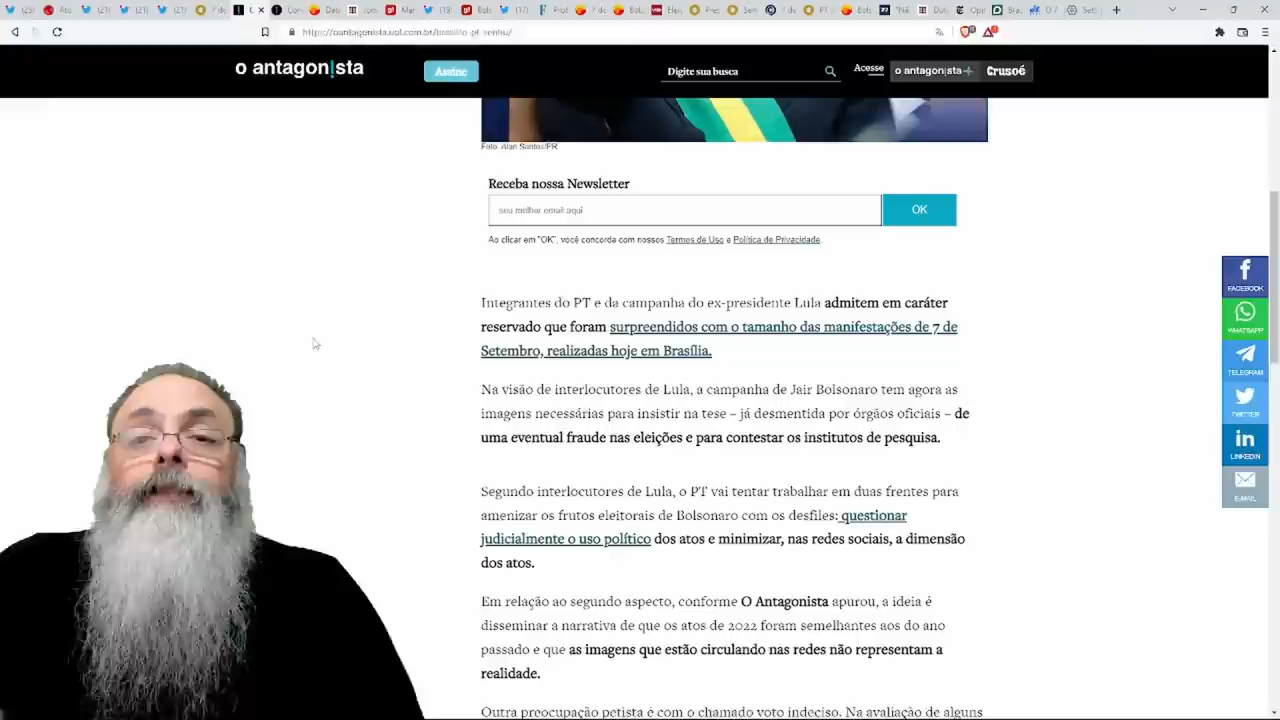 https://oantagonista.uol.com.br/brasil/o-pt-sentiu/
o antagon!sta
Assine
Digite sua busca
Acesse
o antagon|sta+
Crusoé
Foto: Alan Santos/PR
Receba nossa Newsletter
seu melhor email aqui
OK
Ao clicar em "OK", você concorda com nossos Termos de Uso e Política de Privacidade.
Integrantes do PT e da campanha do ex-presidente Lula admitem em caráter
reservado que foram surpreendidos com o tamanho das manifestações de 7 de
Setembro, realizadas hoje em Brasília.
Na visão de interlocutores de Lula, a campanha de Jair Bolsonaro tem agora as
imagens necessárias para insistir na tese – já desmentida por órgãos oficiais – de
uma eventual fraude nas eleições e para contestar os institutos de pesquisa.
Segundo interlocutores de Lula, o PT vai tentar trabalhar em duas frentes para
amenizar os frutos eleitorais de Bolsonaro com os desfiles: questionar
judicialmente o uso político dos atos e minimizar, nas redes sociais, a dimensão
dos atos.
Em relação ao segundo aspecto, conforme O Antagonista apurou, a ideia é
disseminar a narrativa de que os atos de 2022 foram semelhantes aos do ano
passado e que as imagens que estão circulando nas redes não representam a
realidade.
Outra preocupação petista é com o chamado voto indeciso. Na avaliação de alguns
FACEBOOK
WHATSAPP
TELEGRAM
TWITTER
LINKEDIN
E-MAIL